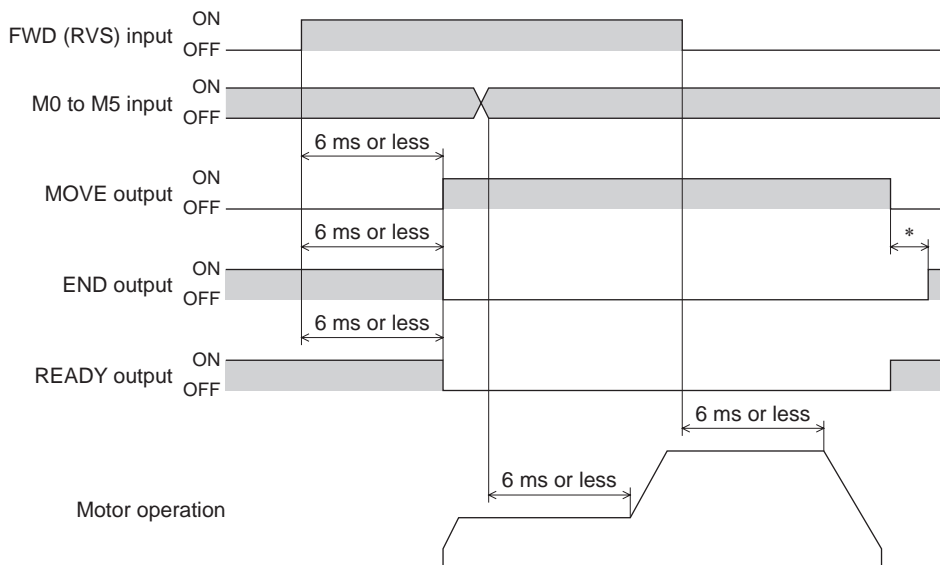 ON
FWD (RVS) input
OFF
ON
M0 to M5 input
OFF
6 ms or less
ON
MOVE output
OFF
6 ms or less
*
ON
END output
OFF
6 ms or less
ON
READY output
OFF
6 ms or less
6 ms or less
Motor operation